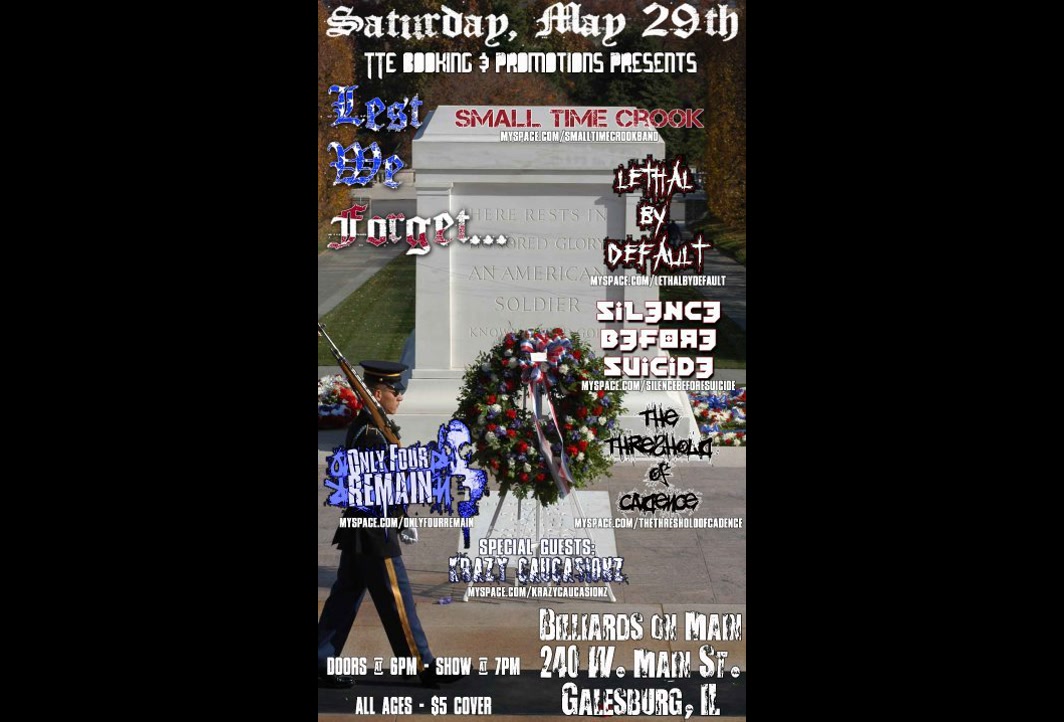 Saturday, May 29th
TTE BOOKING & PROMOTIONS PRESENTS
Lest
We
Forget...
SMALL TIME CROOK
MYSPACE.COM/SMALLTIMECROOKBAND
LETHAL
BY
DEFAULT
MYSPACE.COM/LETHALBYDEFAULT
HERE RESTS IN
HONORED GLORY
AN AMERICAN
SOLDIER
KNOWN
SiL3NC3
B3FOR3
SUiCiD3
MYSPACE.COM/SILENCEBEFORESUICIDE
THE
THRESHOLD
OF
CADENCE
MYSPACE.COM/THETHRESHOLDOFCADENCE
ONLY FOUR
REMAIN
MYSPACE.COM/ONLYFOURREMAIN
SPECIAL GUESTS:
KRAZY CAUCASIONZ
MYSPACE.COM/KRAZYCAUCASIONZ
BILLIARDS ON MAIN
240 W. MAIN ST.
GALESBURG, IL
DOORS @ 6PM - SHOW @ 7PM
ALL AGES - $5 COVER